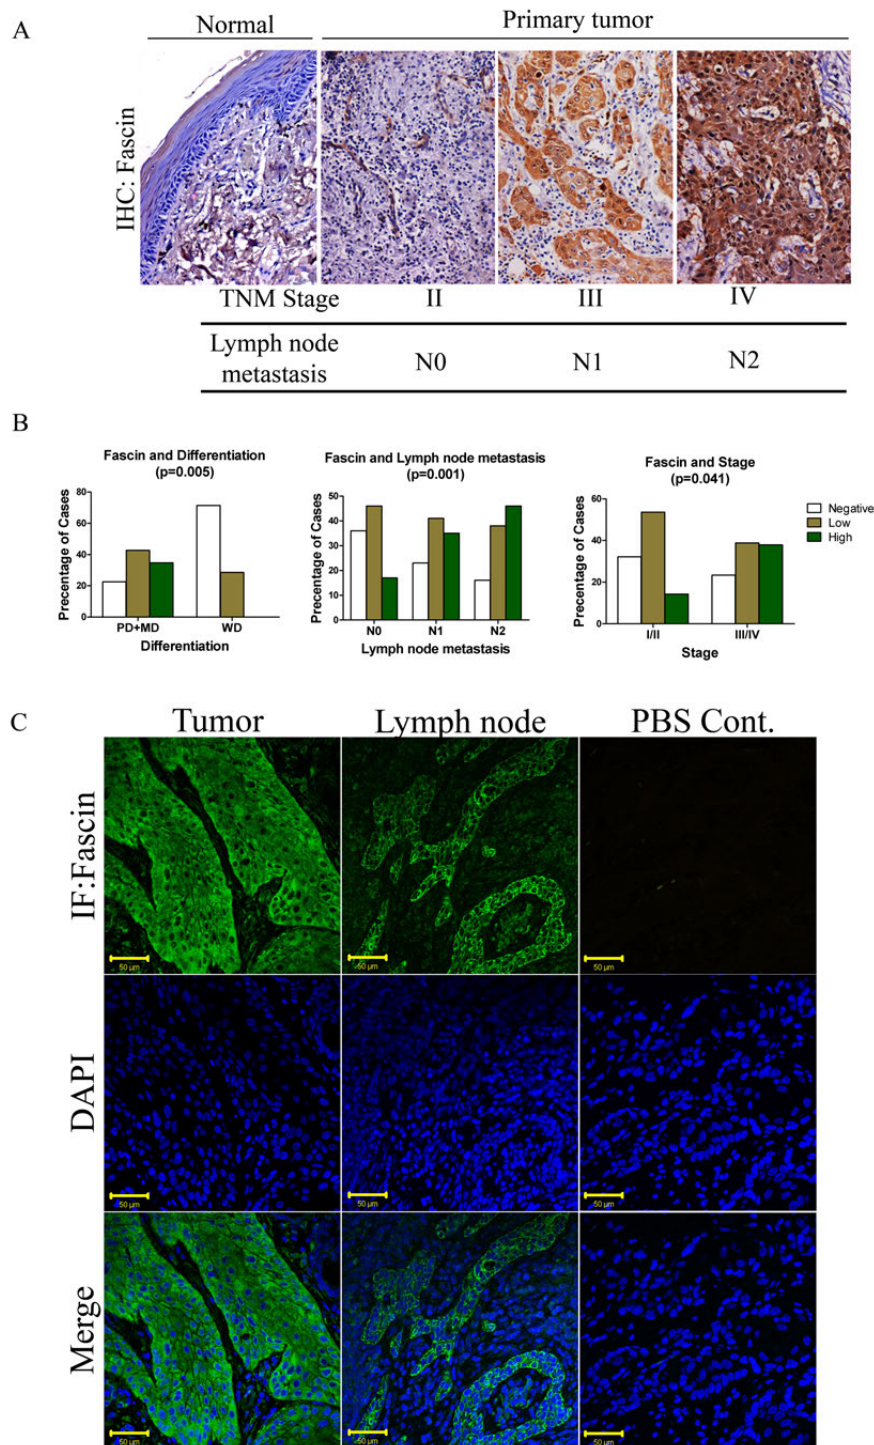 A
Normal
Primary tumor
IHC: Fascin
TNM Stage II III IV
Lymph node metastasis N0 N1 N2
B
Fascin and Differentiation
(p=0.005)
Precentage of Cases
80
60
40
20
PD+MD WD
Differentiation
Fascin and Lymph node metastasis
(p=0.001)
Precentage of Cases
50
40
30
20
10
0
N0 N1 N2
Lymph node metastasis
Fascin and Stage
(p=0.041)
Precentage of Cases
60
40
20
0
I/II III/IV
Stage
Negative
Low
High
C
Tumor Lymph node PBS Cont.
IF:Fascin
50 µm 50 µm 50 µm
DAPI
50 µm 50 µm 50 µm
Merge
50 µm 50 µm 50 µm